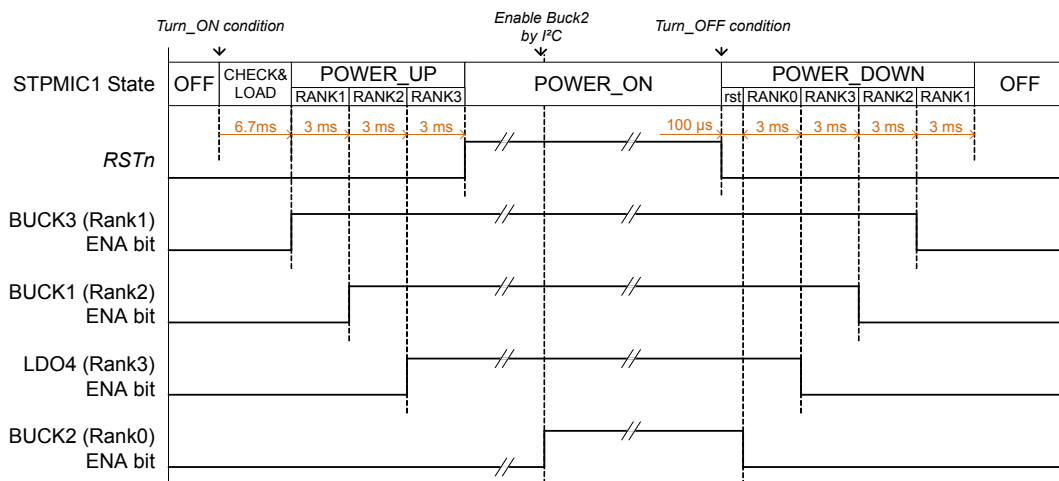 Turn_ON condition
Enable Buck2
by I²C
Turn_OFF condition
STPMIC1 State
OFF
CHECK&
LOAD
POWER_UP
RANK1 RANK2 RANK3
POWER_ON
POWER_DOWN
rst RANK0 RANK3 RANK2 RANK1
OFF
6.7ms 3 ms 3 ms 3 ms 100 µs 3 ms 3 ms 3 ms 3 ms
RSTn
BUCK3 (Rank1)
ENA bit
BUCK1 (Rank2)
ENA bit
LDO4 (Rank3)
ENA bit
BUCK2 (Rank0)
ENA bit